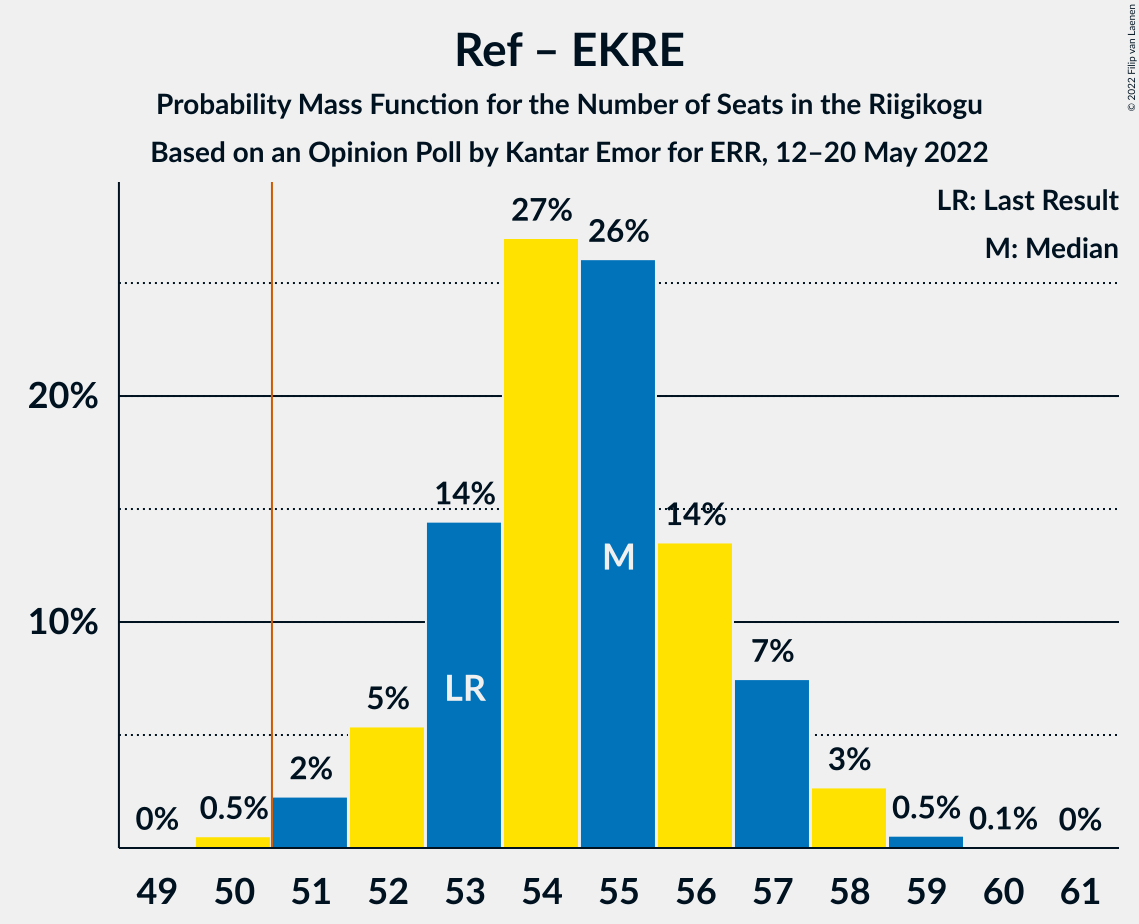 Ref – EKRE
Probability Mass Function for the Number of Seats in the Riigikogu
Based on an Opinion Poll by Kantar Emor for ERR, 12–20 May 2022
© 2022 Filip van Laenen
LR: Last Result
M: Median
27%
26%
20%
14%
14%
M
10%
7%
LR
5%
3%
2%
0%
0.5%
0.5%
0.1%
0%
49 50 51 52 53 54 55 56 57 58 59 60 61